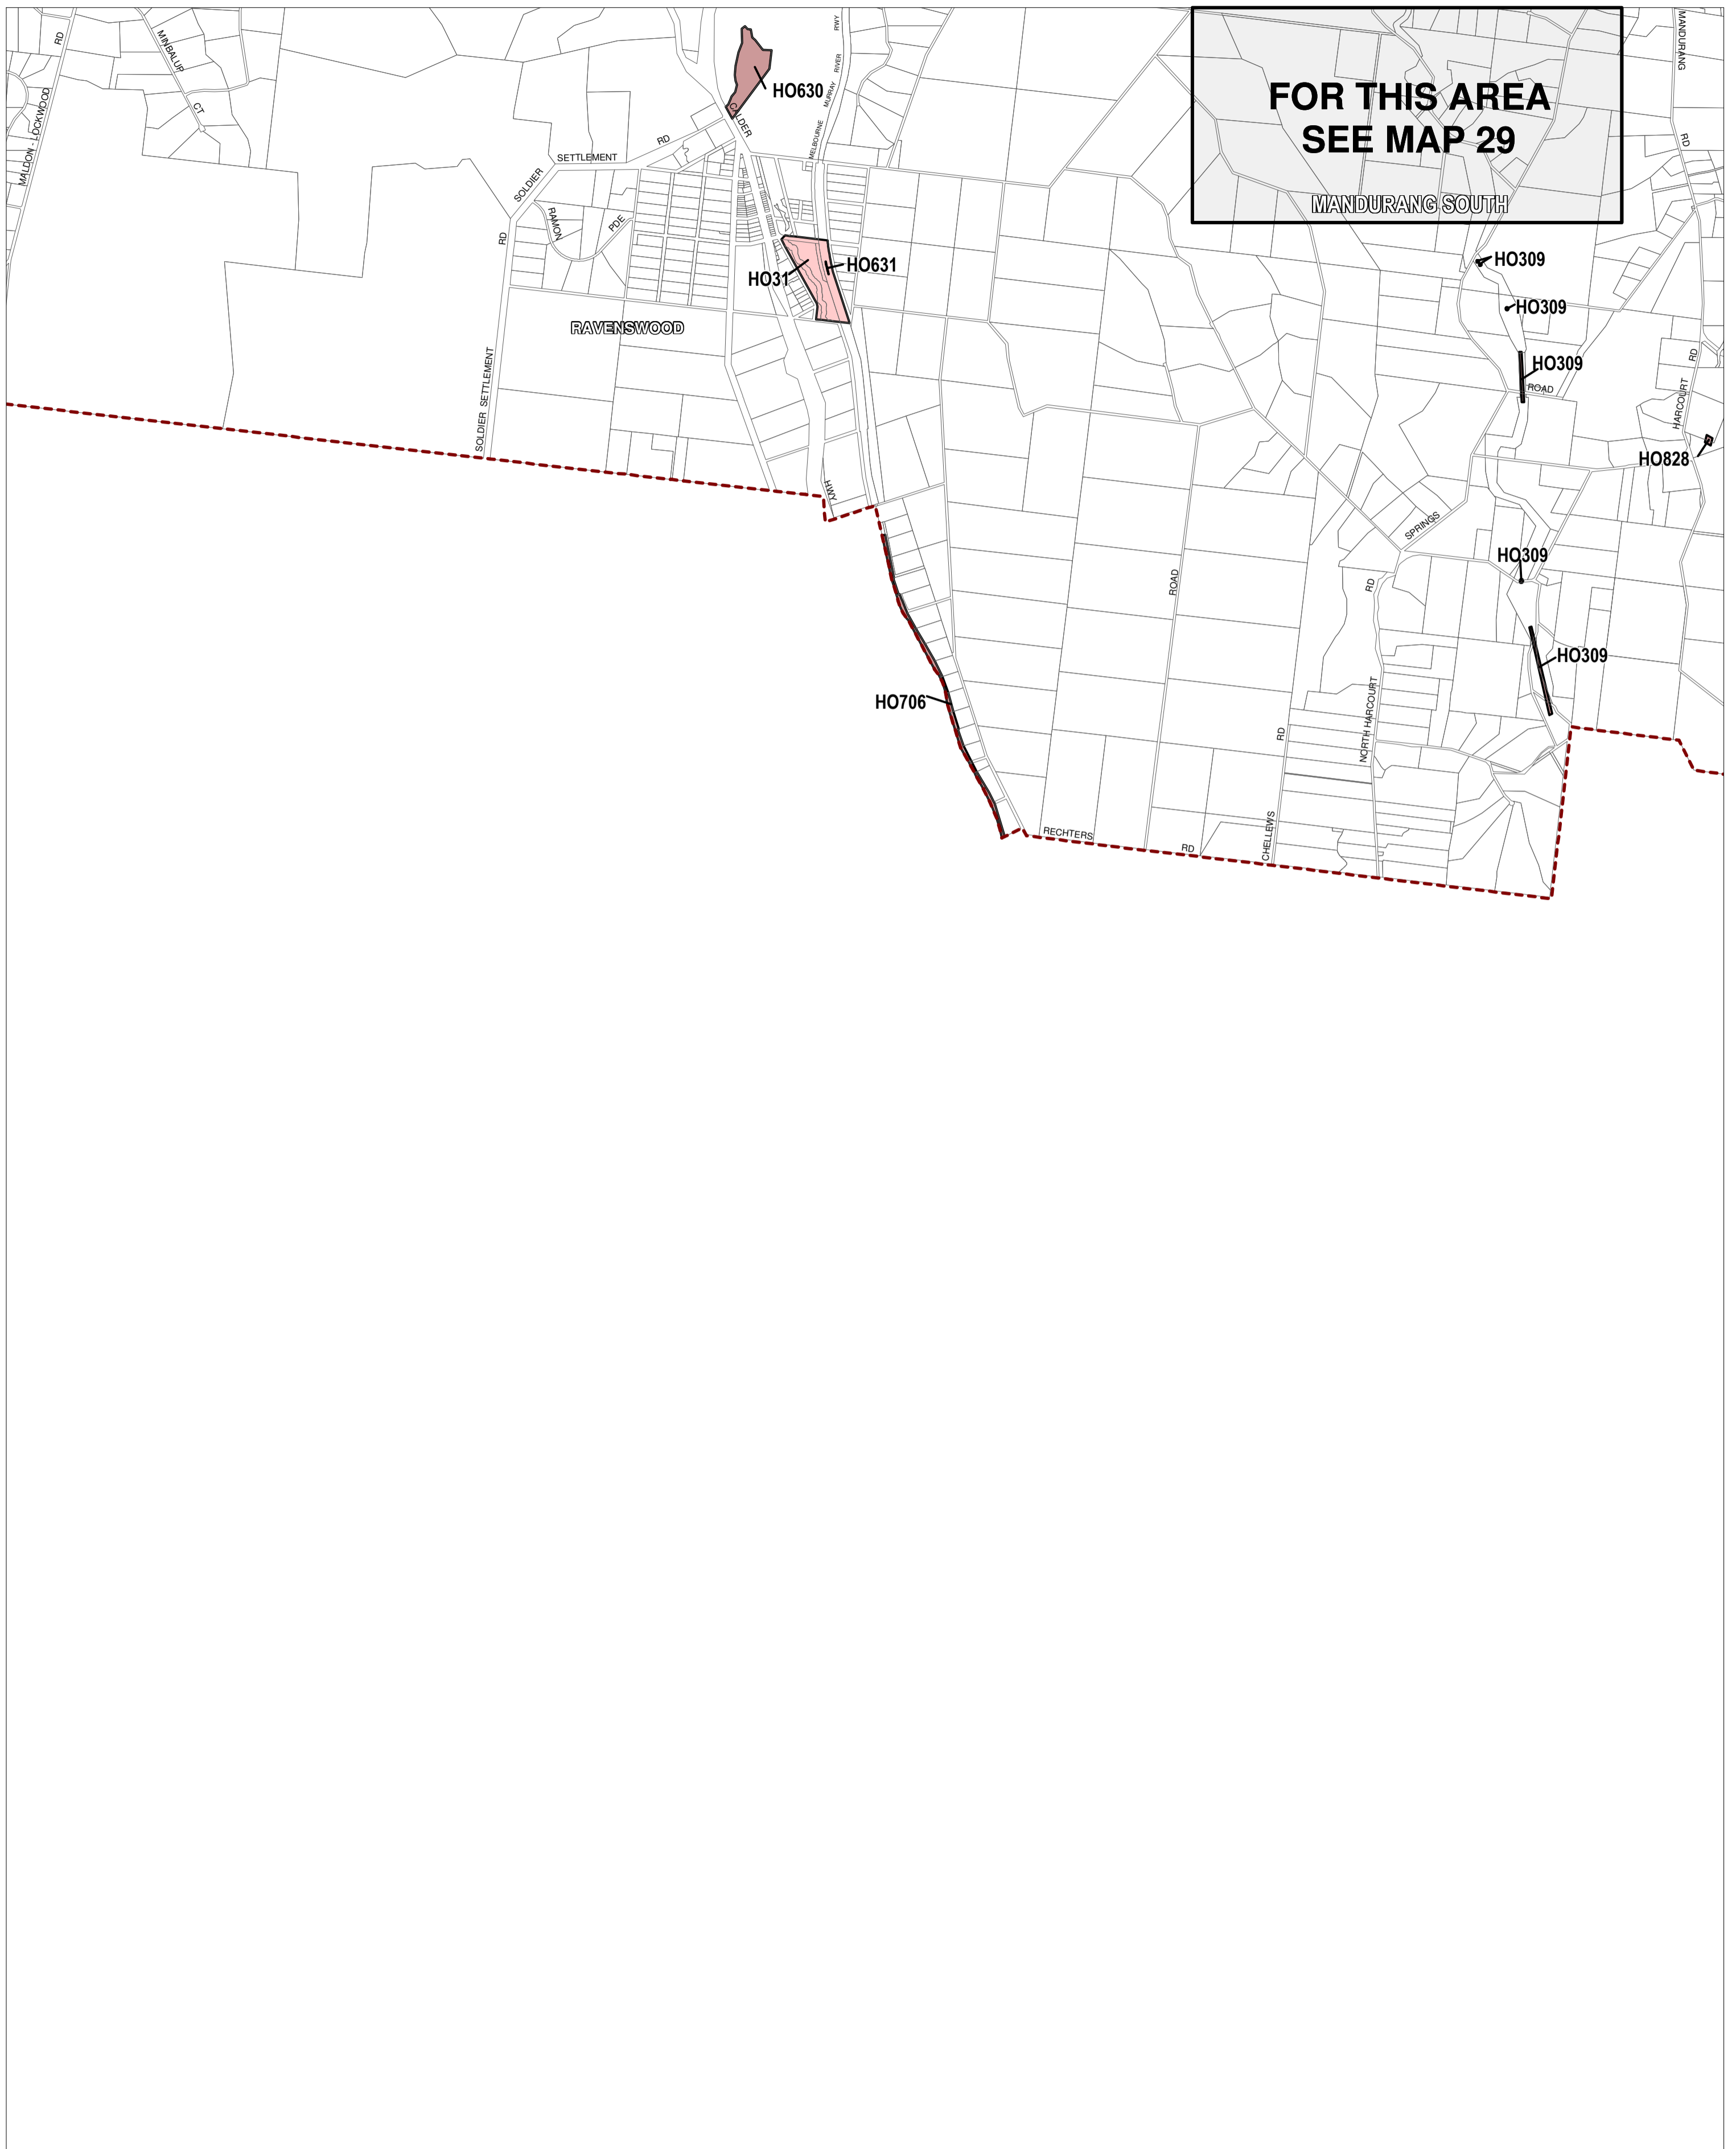 RD
MINBALUP
CT
MALDON - LOCKWOOD
HO630
CALDER
RWY
RIVER
MURRAY
MELBOURNE
FOR THIS AREA
SEE MAP 29
MANDURANG SOUTH
MANDURANG
RD
RD
SETTLEMENT
SOLDIER
RAMON
PDE
RD
HO31
HO631
RAVENSWOOD
SOLDIER SETTLEMENT
HO309
HO309
HO309
ROAD
RD
HARCOURT
HO828
HWY
SPRINGS
HO309
ROAD
RD
HO309
HO706
NORTH HARCOURT
RD
CHELLEWS
RECHTERS
RD